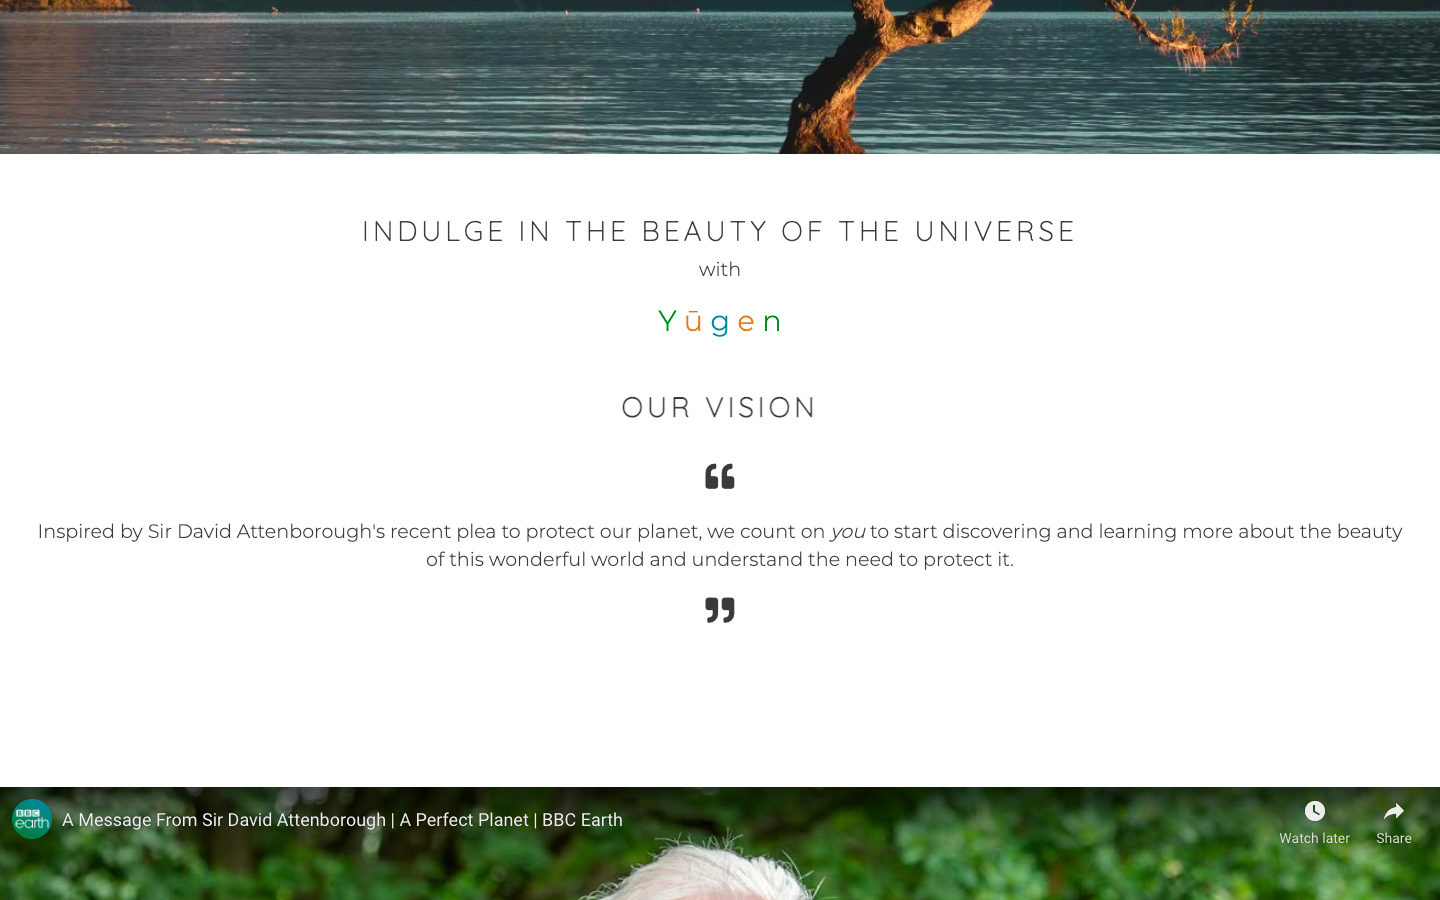 INDULGE IN THE BEAUTY OF THE UNIVERSE
with
Yūgen
OUR VISION
“
Inspired by Sir David Attenborough's recent plea to protect our planet, we count on you to start discovering and learning more about the beauty
of this wonderful world and understand the need to protect it.
”
BBC
earth
A Message From Sir David Attenborough | A Perfect Planet | BBC Earth
Watch later
Share